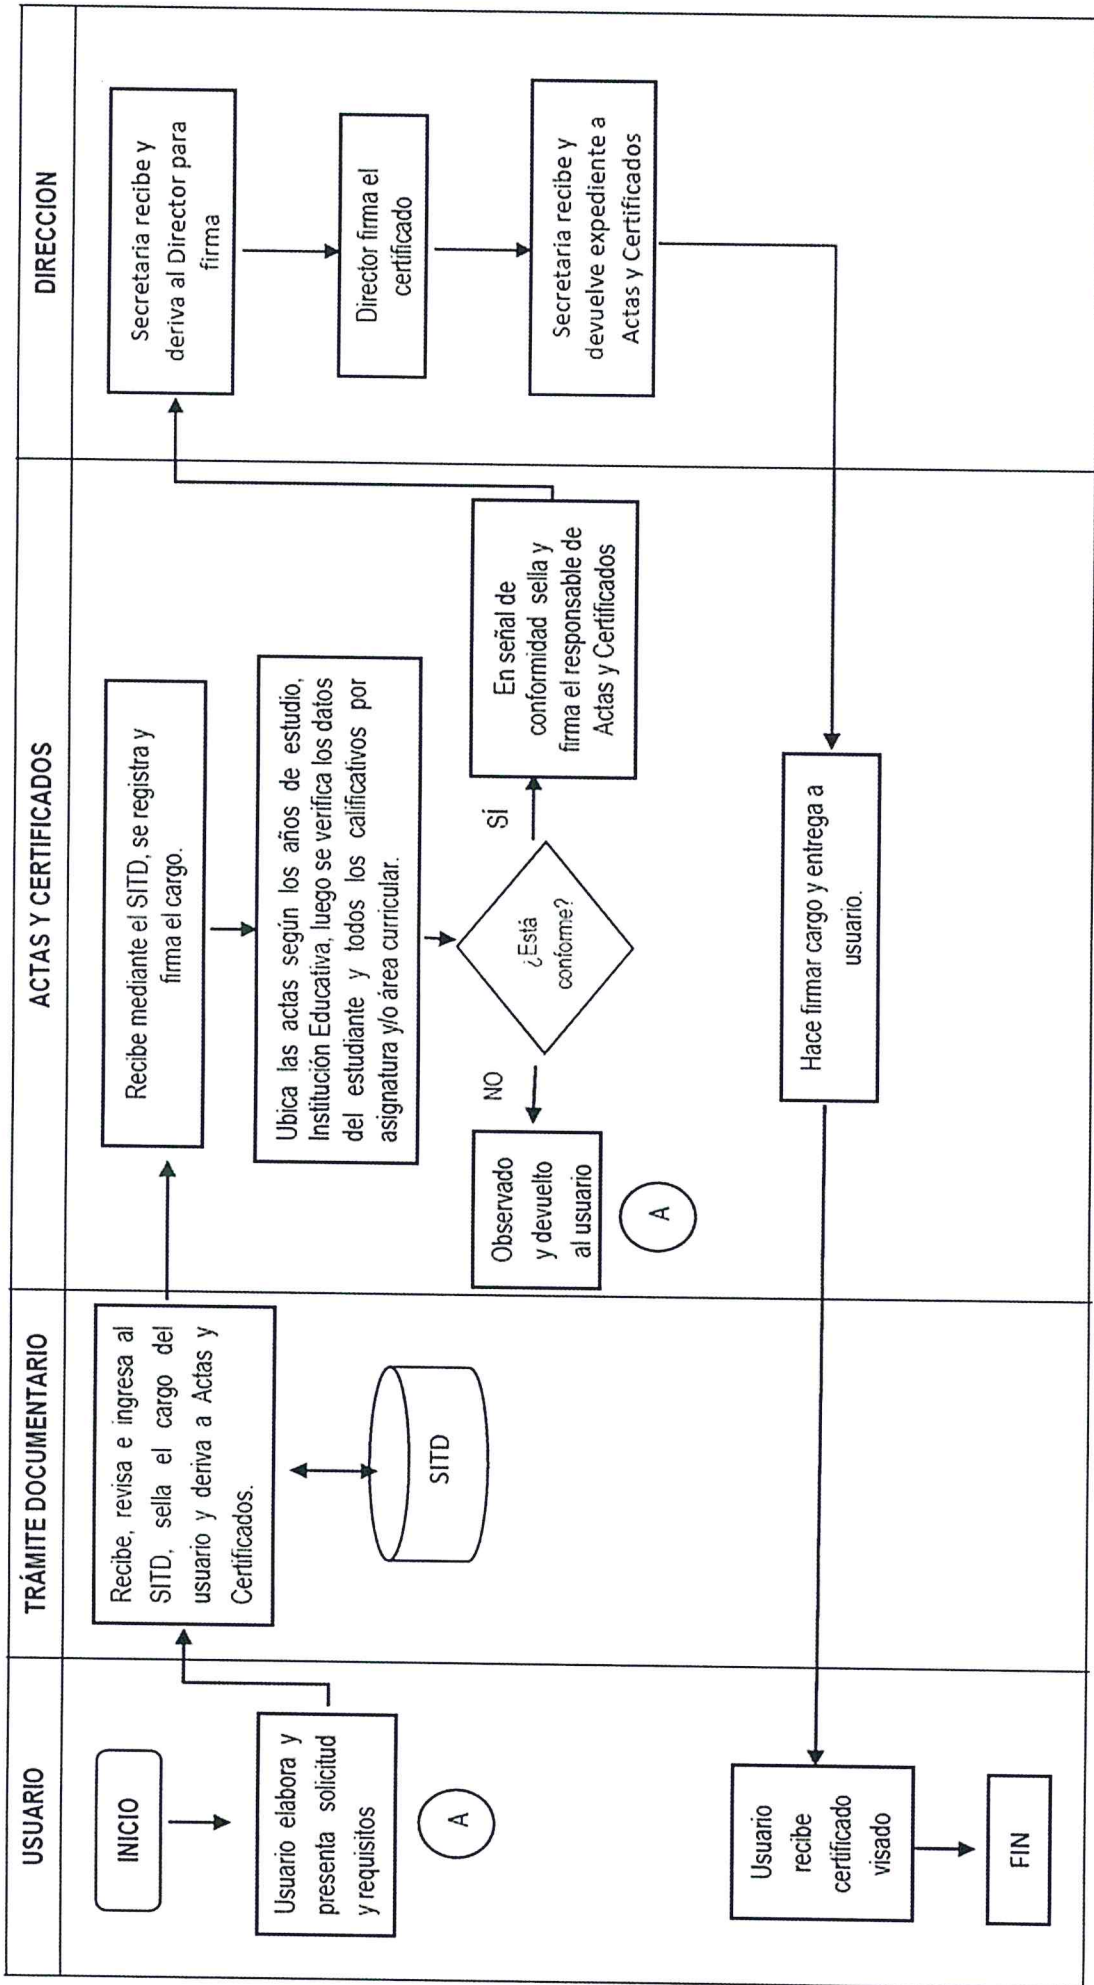 USUARIO
TRÁMITE DOCUMENTARIO
ACTAS Y CERTIFICADOS
DIRECCION
INICIO
Usuario elabora y
presenta solicitud
y requisitos
A
Recibe, revisa e ingresa al
SITD, sella el cargo del
usuario y deriva a Actas y
Certificados.
SITD
Recibe mediante el SITD, se registra y
firma el cargo.
Ubica las actas según los años de estudio,
Institución Educativa, luego se verifica los datos
del estudiante y todos los calificativos por
asignatura y/o área curricular.
¿Está
conforme?
NO
SÍ
Observado
y devuelto
al usuario
A
En señal de
conformidad sella y
firma el responsable de
Actas y Certificados
Secretaria recibe y
deriva al Director para
firma
Director firma el
certificado
Secretaria recibe y
devuelve expediente a
Actas y Certificados
Hace firmar cargo y entrega a
usuario.
Usuario
recibe
certificado
visado
FIN